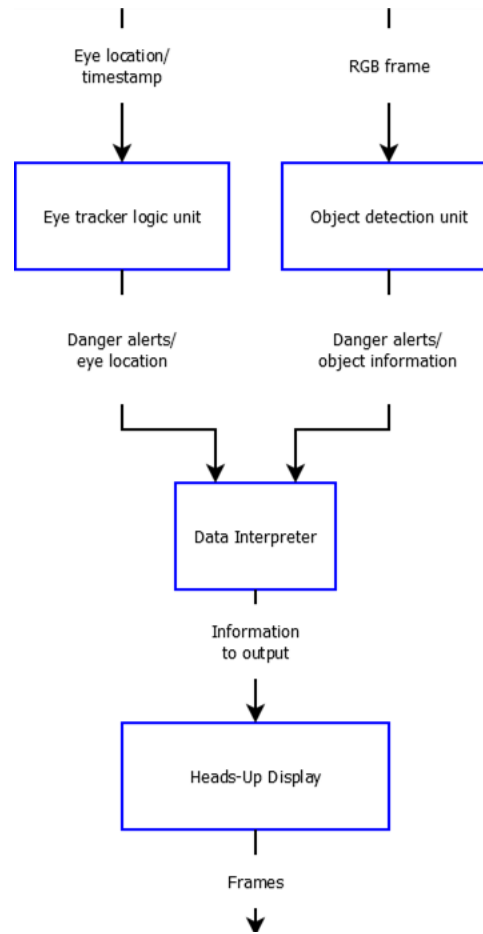 Eye location/
timestamp
RGB frame
Eye tracker logic unit
Object detection unit
Danger alerts/
eye location
Danger alerts/
object information
Data Interpreter
Information
to output
Heads-Up Display
Frames